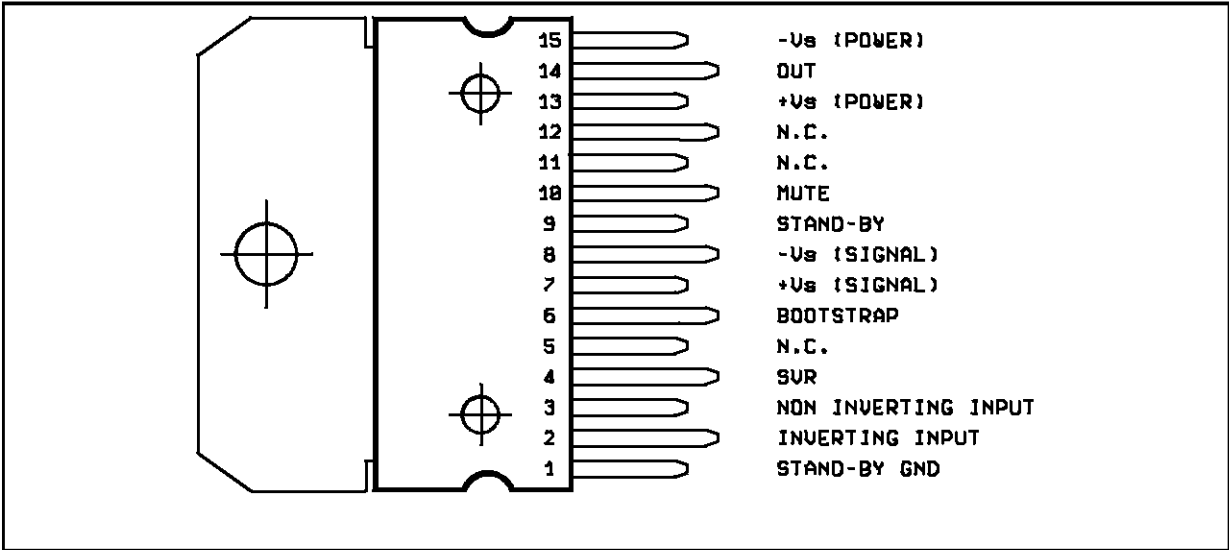 15 -Vs (POWER)
14 OUT
13 +Vs (POWER)
12 N.C.
11 N.C.
10 MUTE
9 STAND-BY
8 -Vs (SIGNAL)
7 +Vs (SIGNAL)
6 BOOTSTRAP
5 N.C.
4 SVR
3 NON INVERTING INPUT
2 INVERTING INPUT
1 STAND-BY GND